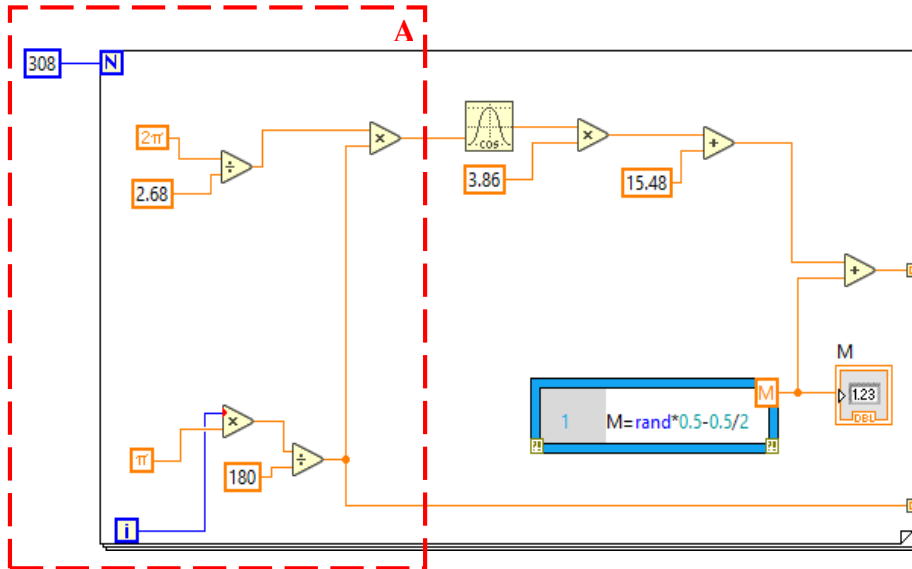 A
308
N
2π
÷
2.68
×
COS
3.86
×
15.48
+
+
M
1.23
DBL
M
1
M=rand*0.5-0.5/2
π
×
180
÷
i